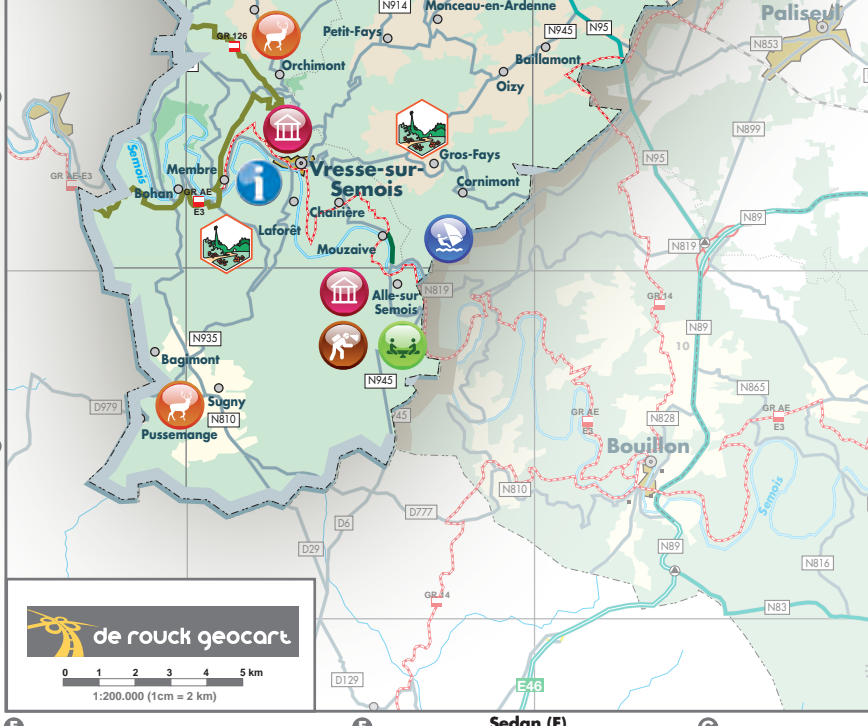 N914
Monceau-en-Ardenne
Paliseul
N945
N95
GR 126
Petit-Fays
N853
Baillamont
Orchimont
Oizy
N899
Semois
Gros-Fays
N95
Membre
Vresse-sur-
Semois
GR AE-E3
Bohan
GR AE
E3
Cornimont
Chairière
N89
Laforêt
Mouzaive
N819
N819
Alle-sur
Semois
GR 14
N935
N89
10
Bagimont
N945
N865
Sugny
D979
N810
45
GR AE
E3
N828
GR AE
E3
Pussemange
Bouillon
N810
Semois
D777
D6
D29
N89
N816
GR 14
N83
de rouck geocart
0 1 2 3 4 5 km
1:200.000 (1cm = 2 km)
D129
E46
E
F
Sedan (F)
G